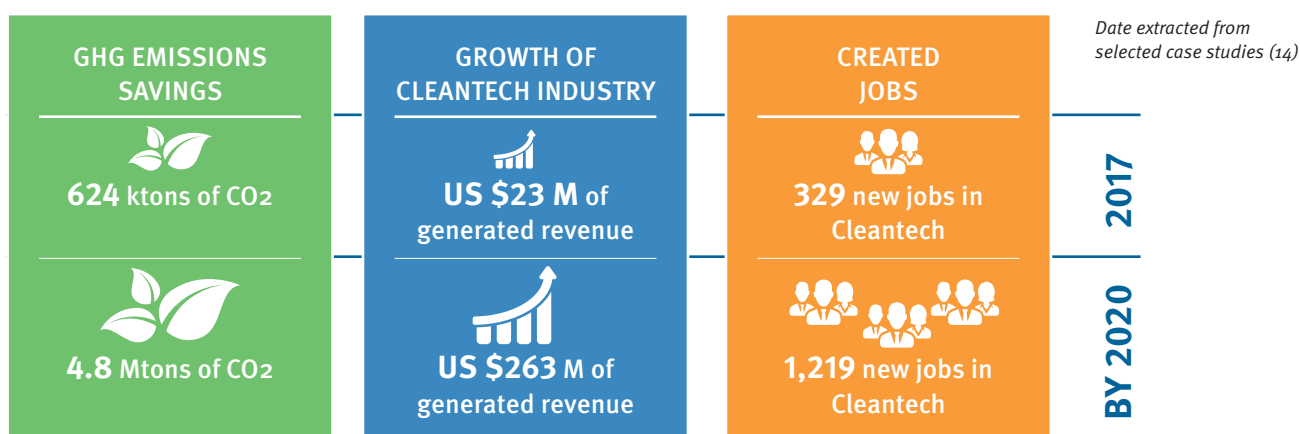 GHG EMISSIONS
SAVINGS
624 ktons of CO2
4.8 Mtons of CO2
GROWTH OF
CLEANTECH INDUSTRY
US $23 M of
generated revenue
US $263 M of
generated revenue
CREATED
JOBS
329 new jobs in
Cleantech
1,219 new jobs in
Cleantech
Date extracted from
selected case studies (14)
2017
BY 2020